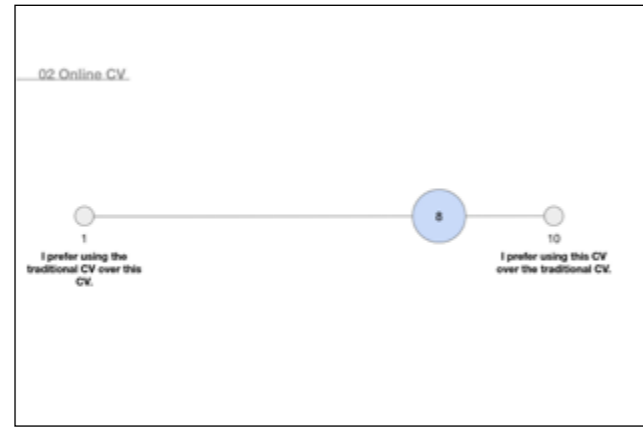 02 Online CV
8
1
10
I prefer using the
traditional CV over this
CV.
I prefer using this CV
over the traditional CV.